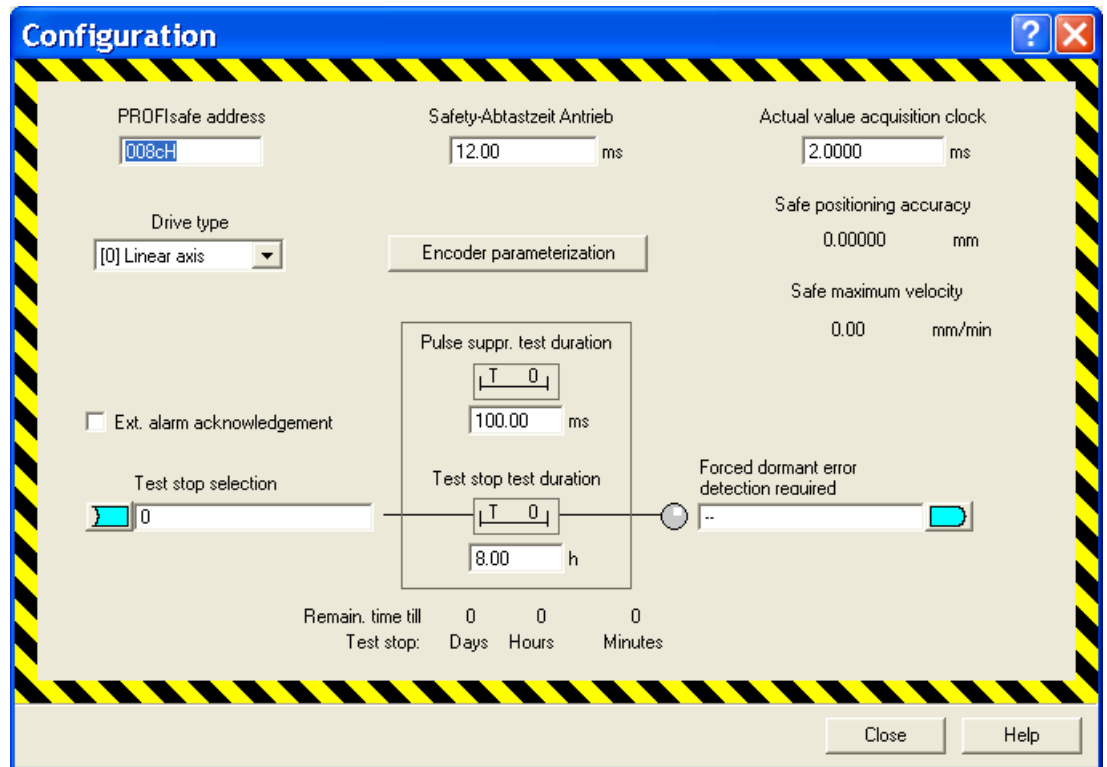 Configuration
PROFIsafe address
Safety-Abtastzeit Antrieb
Actual value acquisition clock
008cH
12.00 ms
2.0000 ms
Drive type
Safe positioning accuracy
[0] Linear axis
Encoder parameterization
0.00000 mm
Safe maximum velocity
0.00 mm/min
Pulse suppr. test duration
T 0
Ext. alarm acknowledgement
100.00 ms
Test stop selection
Test stop test duration
Forced dormant error
detection required
0
T 0
--
8.00 h
Remain. time till 0 0 0
Test stop: Days Hours Minutes
Close
Help